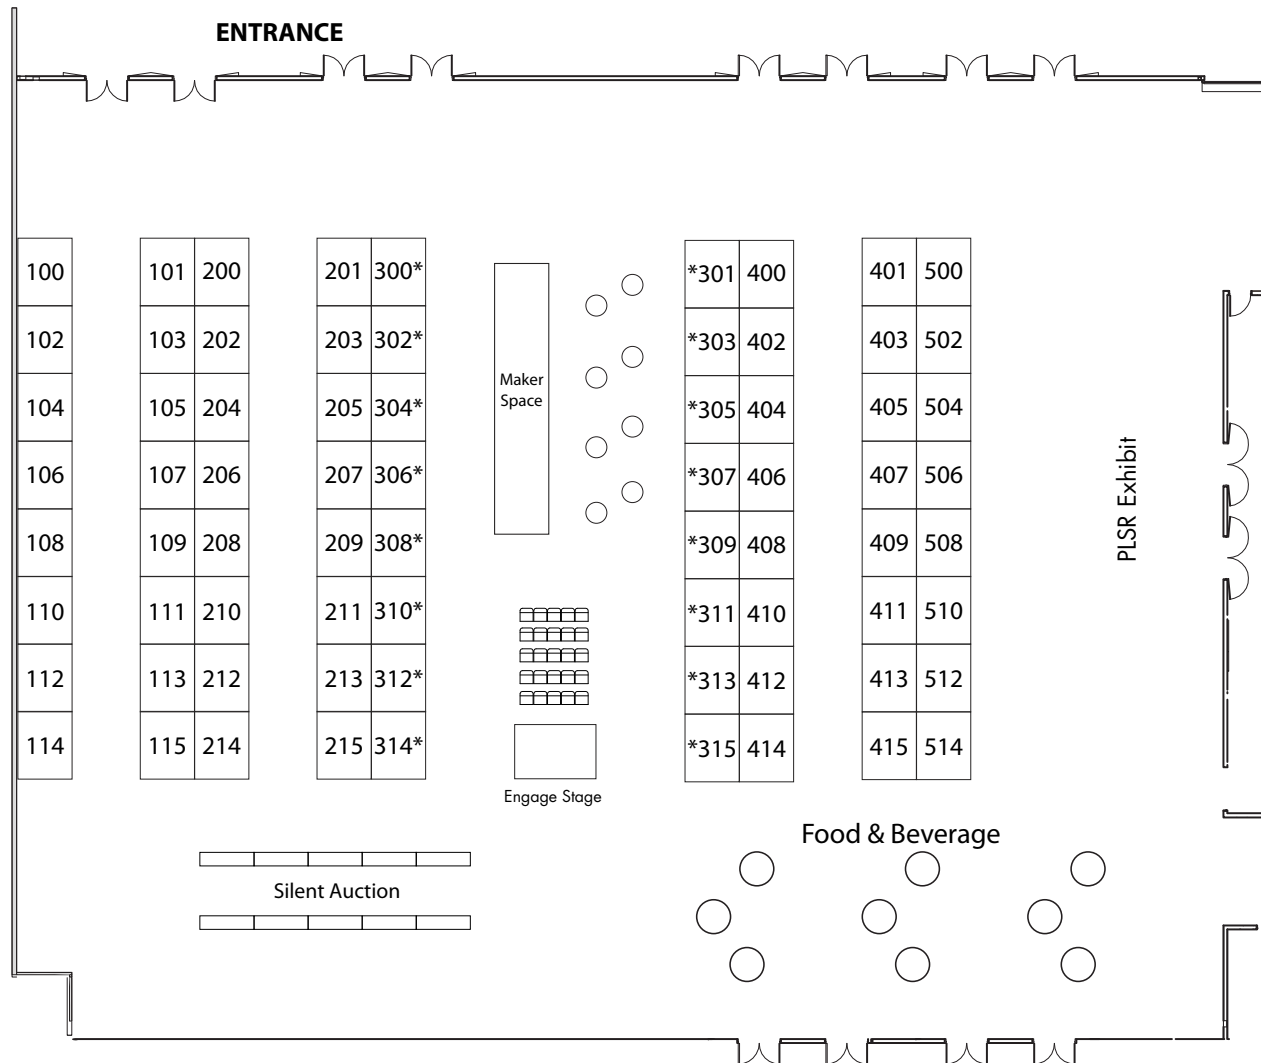 ENTRANCE
100 101 200 201 300* *301 400 401 500
102 103 202 203 302* *303 402 403 502
104 105 204 205 304* *305 404 405 504
Maker
Space
106 107 206 207 306* *307 406 407 506
108 109 208 209 308* *309 408 409 508
PLSR Exhibit
110 111 210 211 310* *311 410 411 510
112 113 212 213 312* *313 412 413 512
114 115 214 215 314* *315 414 415 514
Engage Stage
Food & Beverage
Silent Auction